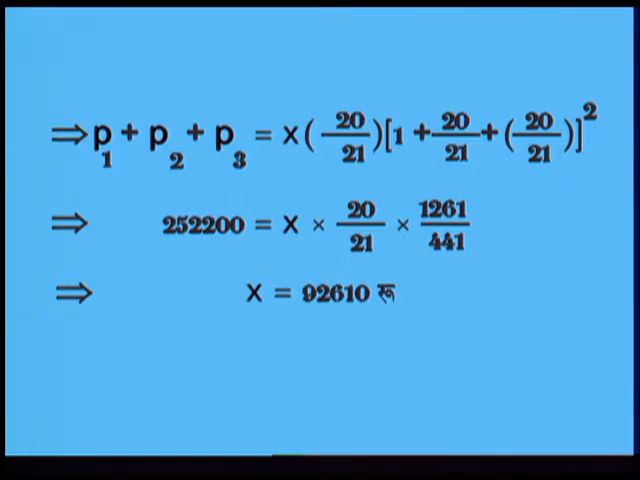 ⇒ p₁ + p₂ + p₃ = x(20/21)[1 + 20/21 + (20/21)]²
⇒ 252200 = x × 20/21 × 1261/441
⇒ x = 92610 रू